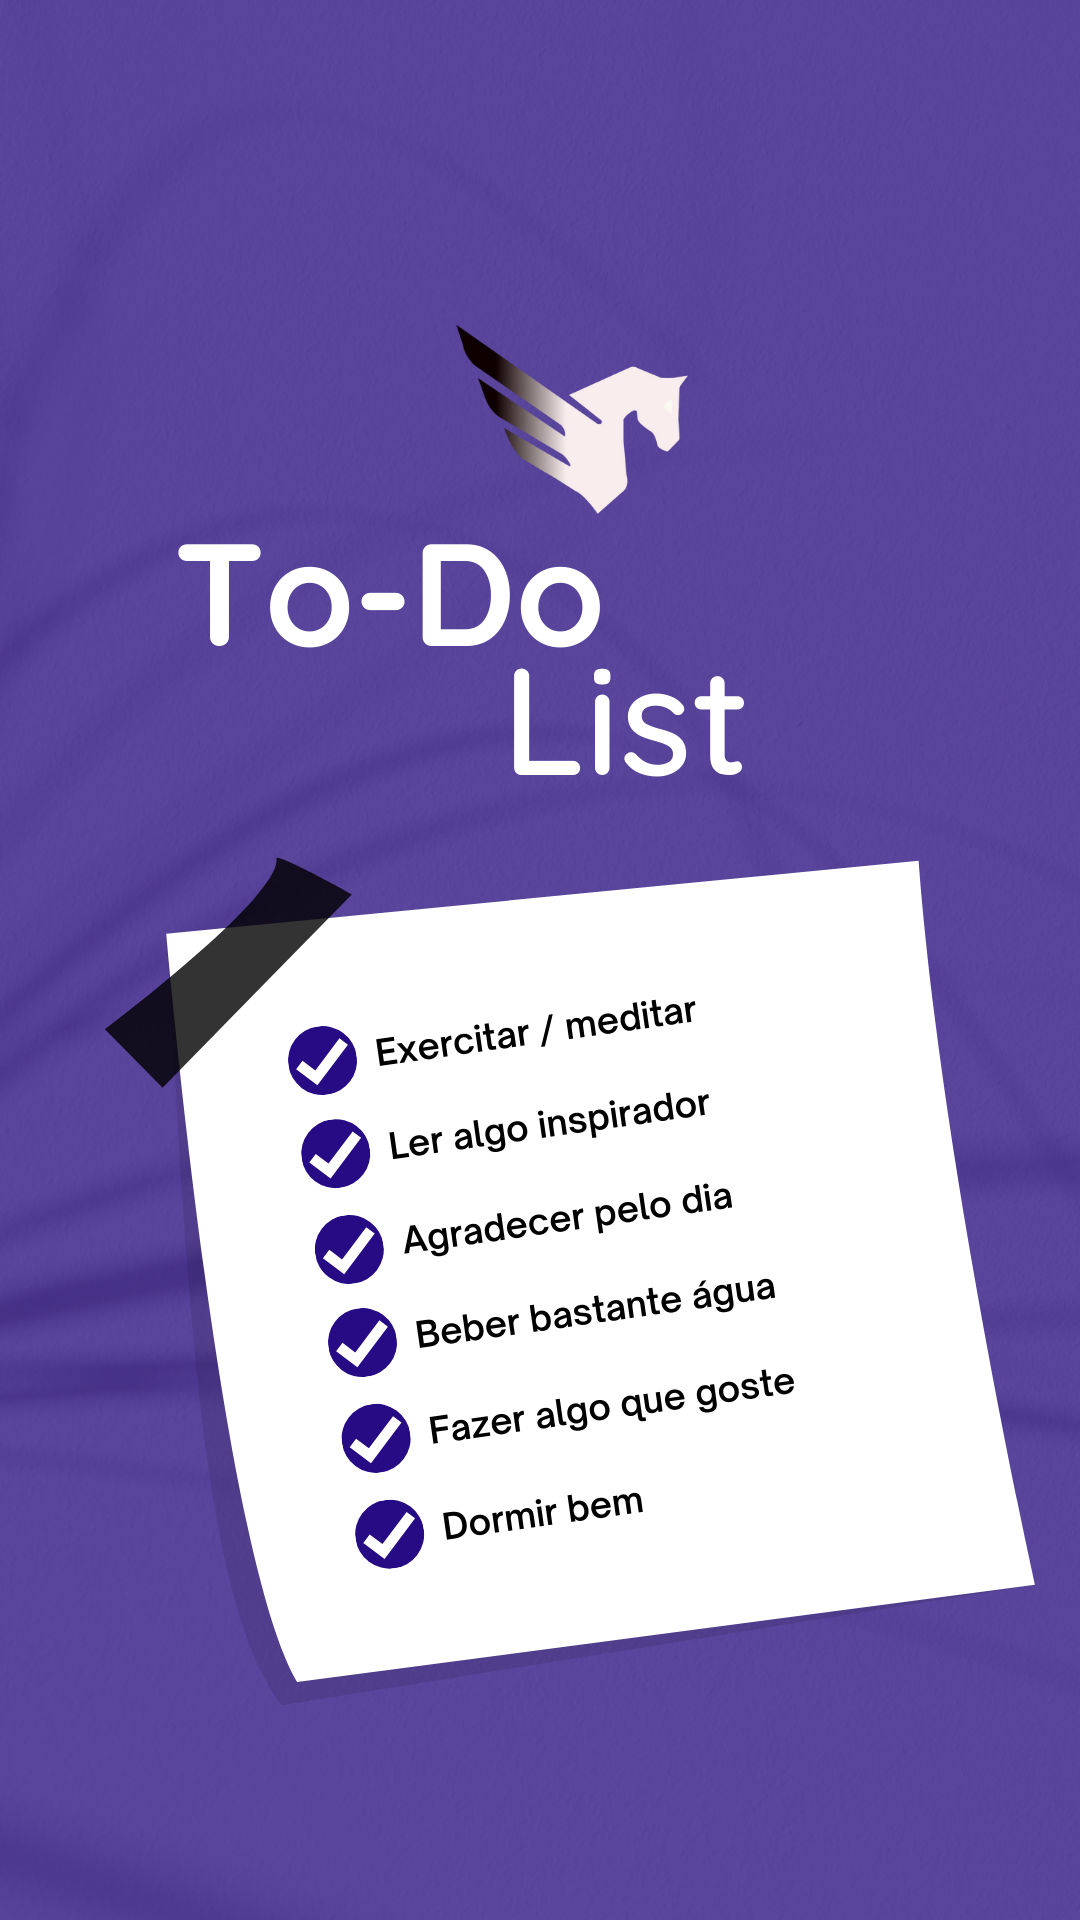 To-Do
List
Exercitar / meditar
Ler algo inspirador
Agradecer pelo dia
Beber bastante água
Fazer algo que goste
Dormir bem